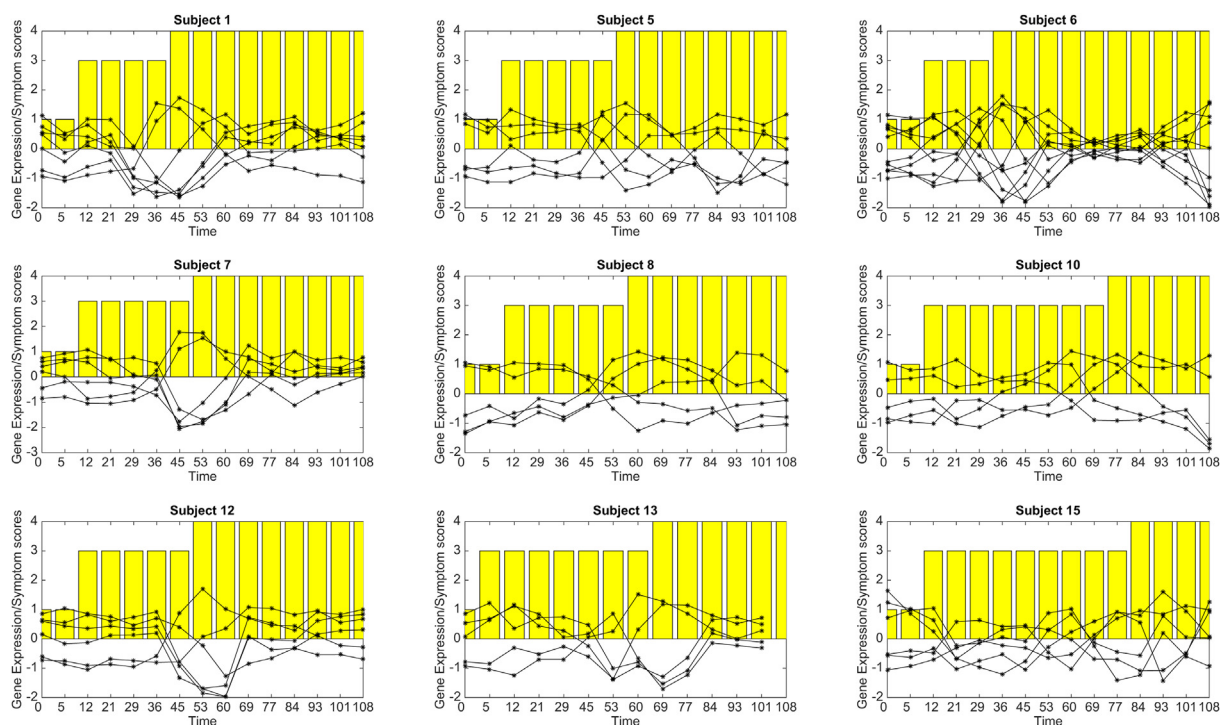 Subject 1
Gene Expression/Symptom scores
4
3
2
1
0
-1
-2
0 5 12 21 29 36 45 53 60 69 77 84 93 101 108
Time
Subject 5
Gene Expression/Symptom scores
4
3
2
1
0
-1
-2
0 5 12 21 29 36 45 53 60 69 77 84 93 101 108
Time
Subject 6
Gene Expression/Symptom scores
4
3
2
1
0
-1
-2
0 5 12 21 29 36 45 53 60 69 77 84 93 101 108
Time
Subject 7
Gene Expression/Symptom scores
4
3
2
1
0
-1
-2
-3
0 5 12 21 29 36 45 53 60 69 77 84 93 101 108
Time
Subject 8
Gene Expression/Symptom scores
4
3
2
1
0
-1
-2
0 5 12 29 36 45 53 60 69 77 84 93 101 108
Time
Subject 10
Gene Expression/Symptom scores
4
3
2
1
0
-1
-2
0 5 12 21 29 36 45 53 60 69 77 84 93 101 108
Time
Subject 12
Gene Expression/Symptom scores
4
3
2
1
0
-1
-2
0 5 12 21 29 36 45 53 60 69 77 84 93 101 108
Time
Subject 13
Gene Expression/Symptom scores
4
3
2
1
0
-1
-2
0 12 21 29 36 45 53 60 69 77 84 93 101 108
Time
Subject 15
Gene Expression/Symptom scores
4
3
2
1
0
-1
-2
0 5 12 21 29 36 45 53 60 69 77 84 93 101 108
Time